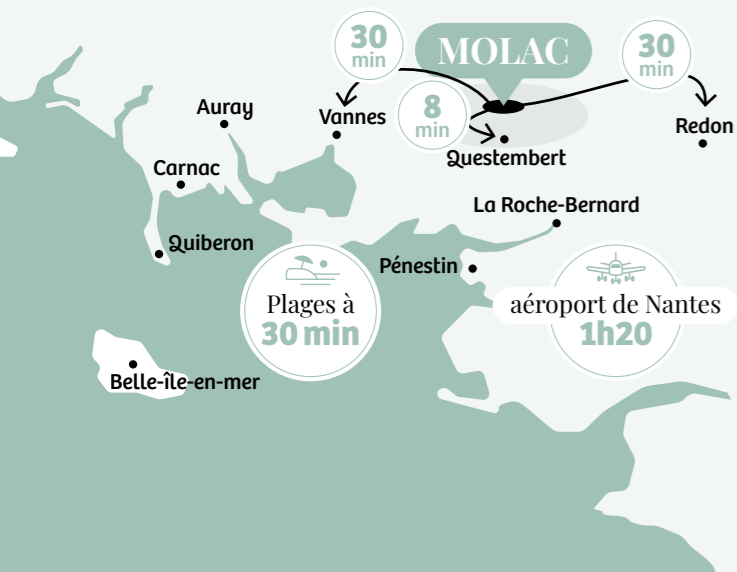 30
min
MOLAC
30
min
Auray
Vannes
8
min
Redon
Questembert
Carnac
La Roche-Bernard
Quiberon
Pénestin
Plages à
30 min
aéroport de Nantes
1h20
Belle-île-en-mer